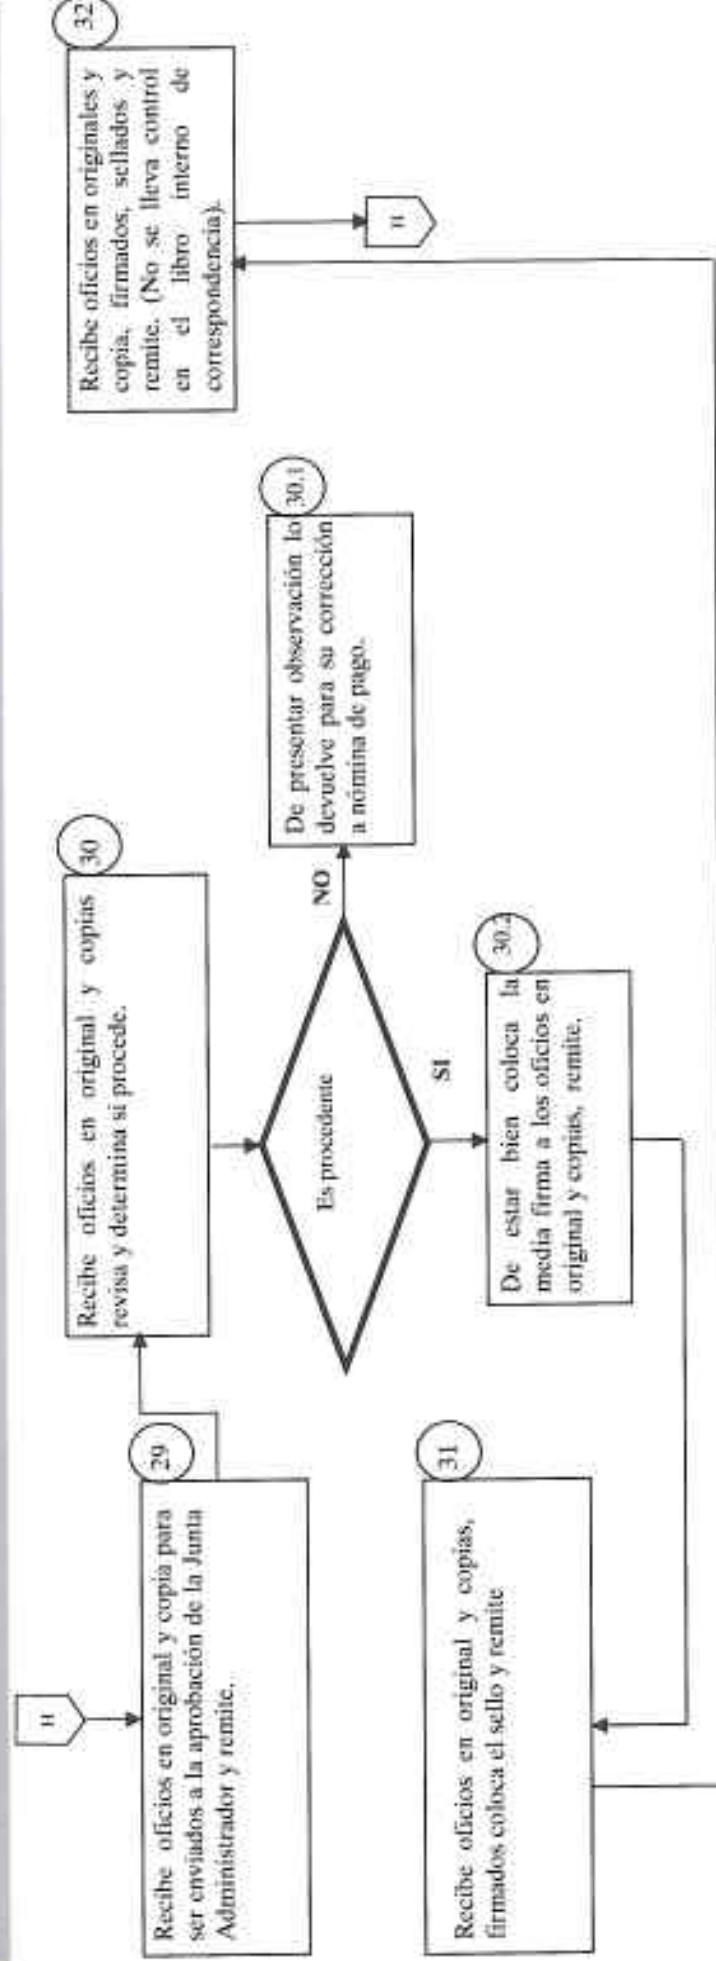 H
29
Recibe oficios en original y copia para
ser enviados a la aprobación de la Junta
Administrador y remite.
30
Recibe oficios en original y copias
revisa y determina si procede.
Es procedente
NO
30.1
De presentar observación lo
devuelve para su corrección
a nómina de pago.
SI
30.2
De estar bien coloca la
media firma a los oficios en
original y copias, remite.
31
Recibe oficios en original y copias,
firmados coloca el sello y remite
32
Recibe oficios en originales y
copia, firmados, sellados y
remite. (No se lleva control
en el libro interno de
correspondencia).